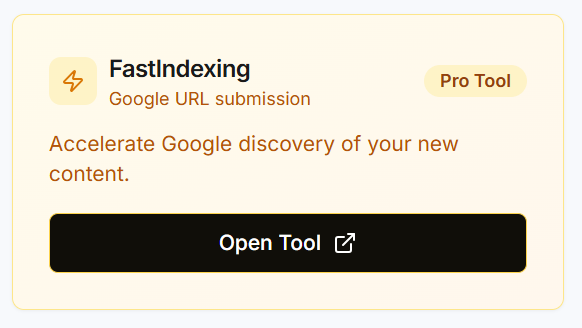 FastIndexing
Google URL submission
Pro Tool
Accelerate Google discovery of your new
content.
Open Tool